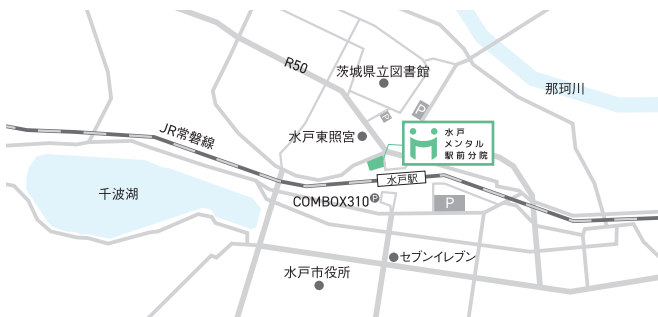 R50
茨城県立図書館
那珂川
P
P
JR常磐線
水戸東照宮
水戸
メンタル
駅前分院
水戸駅
千波湖
COMBOX310
P
P
セブンイレブン
水戸市役所